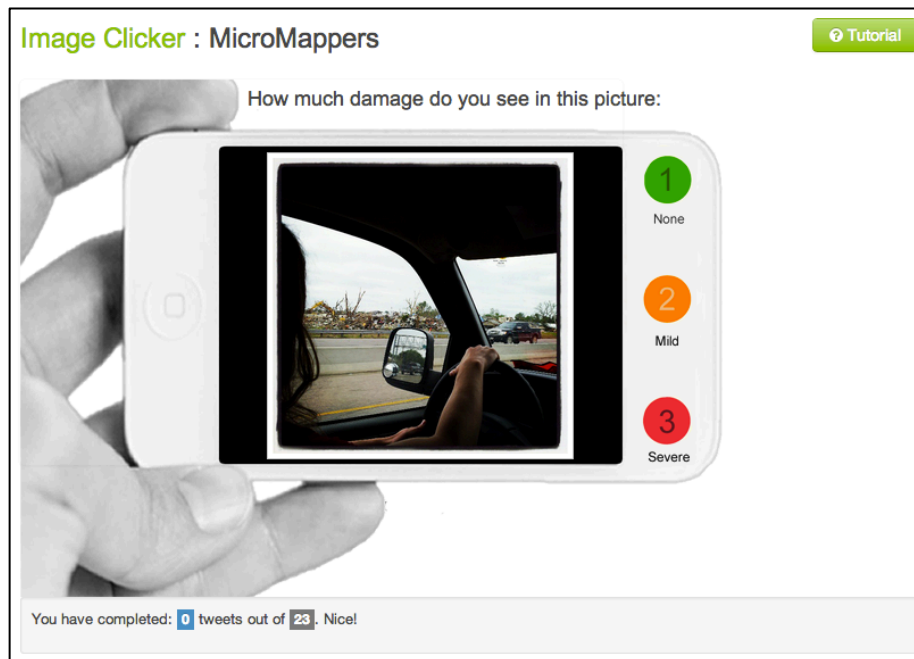 Image Clicker : MicroMappers
Tutorial
How much damage do you see in this picture:
1
None
2
Mild
3
Severe
You have completed: 0 tweets out of 23. Nice!